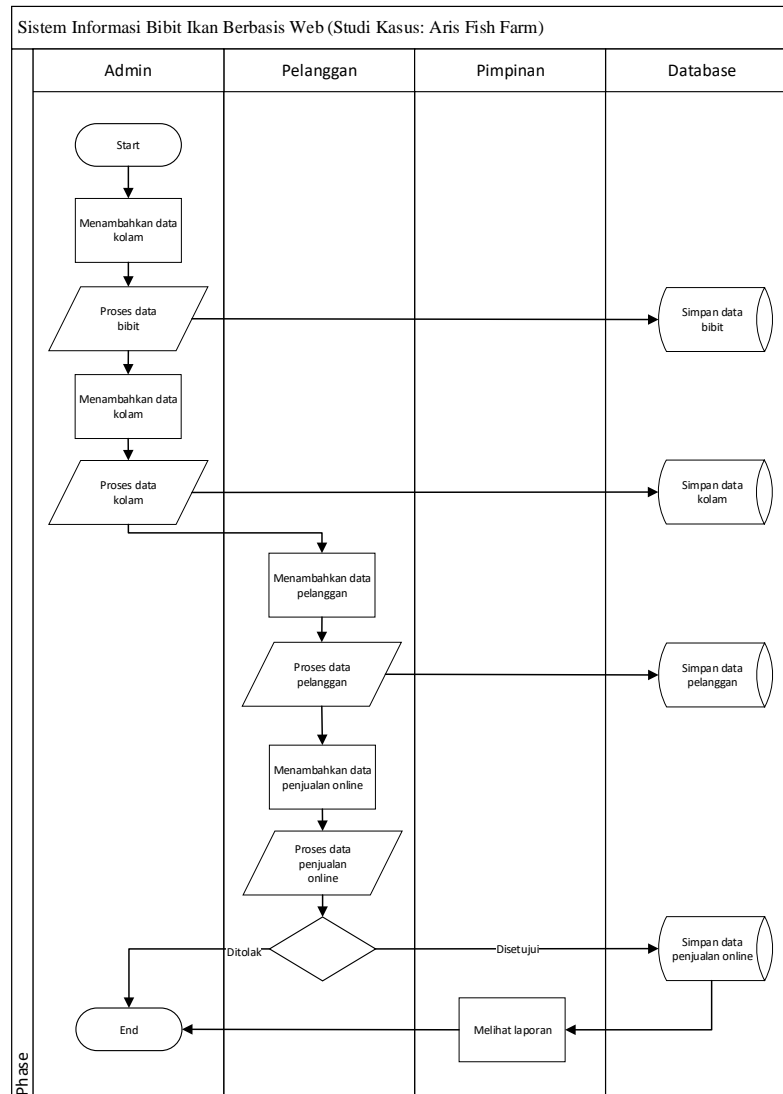 Sistem Informasi Bibit Ikan Berbasis Web (Studi Kasus: Aris Fish Farm)
Admin
Pelanggan
Pimpinan
Database
Start
Menambahkan data
kolam
Proses data
bibit
Simpan data
bibit
Menambahkan data
kolam
Proses data
kolam
Simpan data
kolam
Menambahkan data
pelanggan
Proses data
pelanggan
Simpan data
pelanggan
Menambahkan data
penjualan online
Proses data
penjualan
online
Ditolak
Disetujui
Simpan data
penjualan online
End
Melihat laporan
Phase